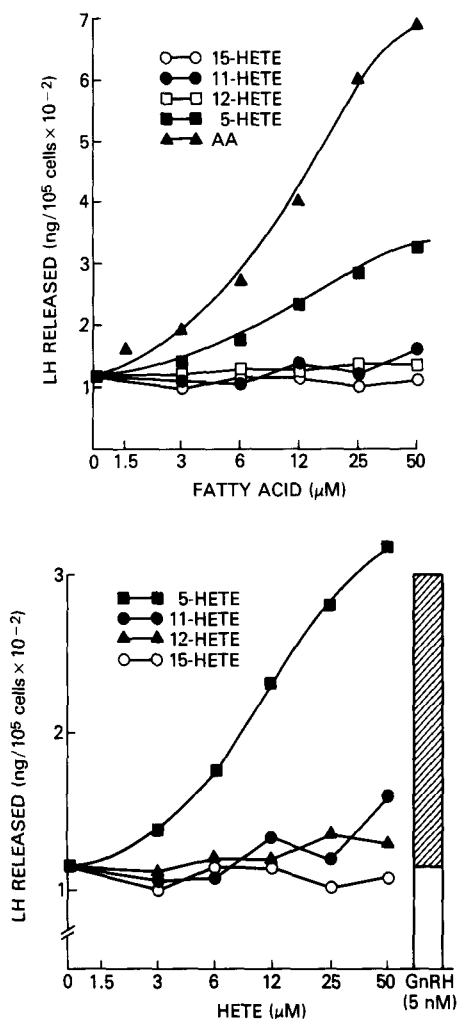 7
6
5
4
3
2
1
LH RELEASED (ng/10⁵ cells × 10⁻²)
15-HETE
11-HETE
12-HETE
5-HETE
AA
0 1.5 3 6 12 25 50
FATTY ACID (μM)
3
2
1
LH RELEASED (ng/10⁵ cells × 10⁻²)
5-HETE
11-HETE
12-HETE
15-HETE
0 1.5 3 6 12 25 50 GnRH
(5 nM)
HETE (μM)